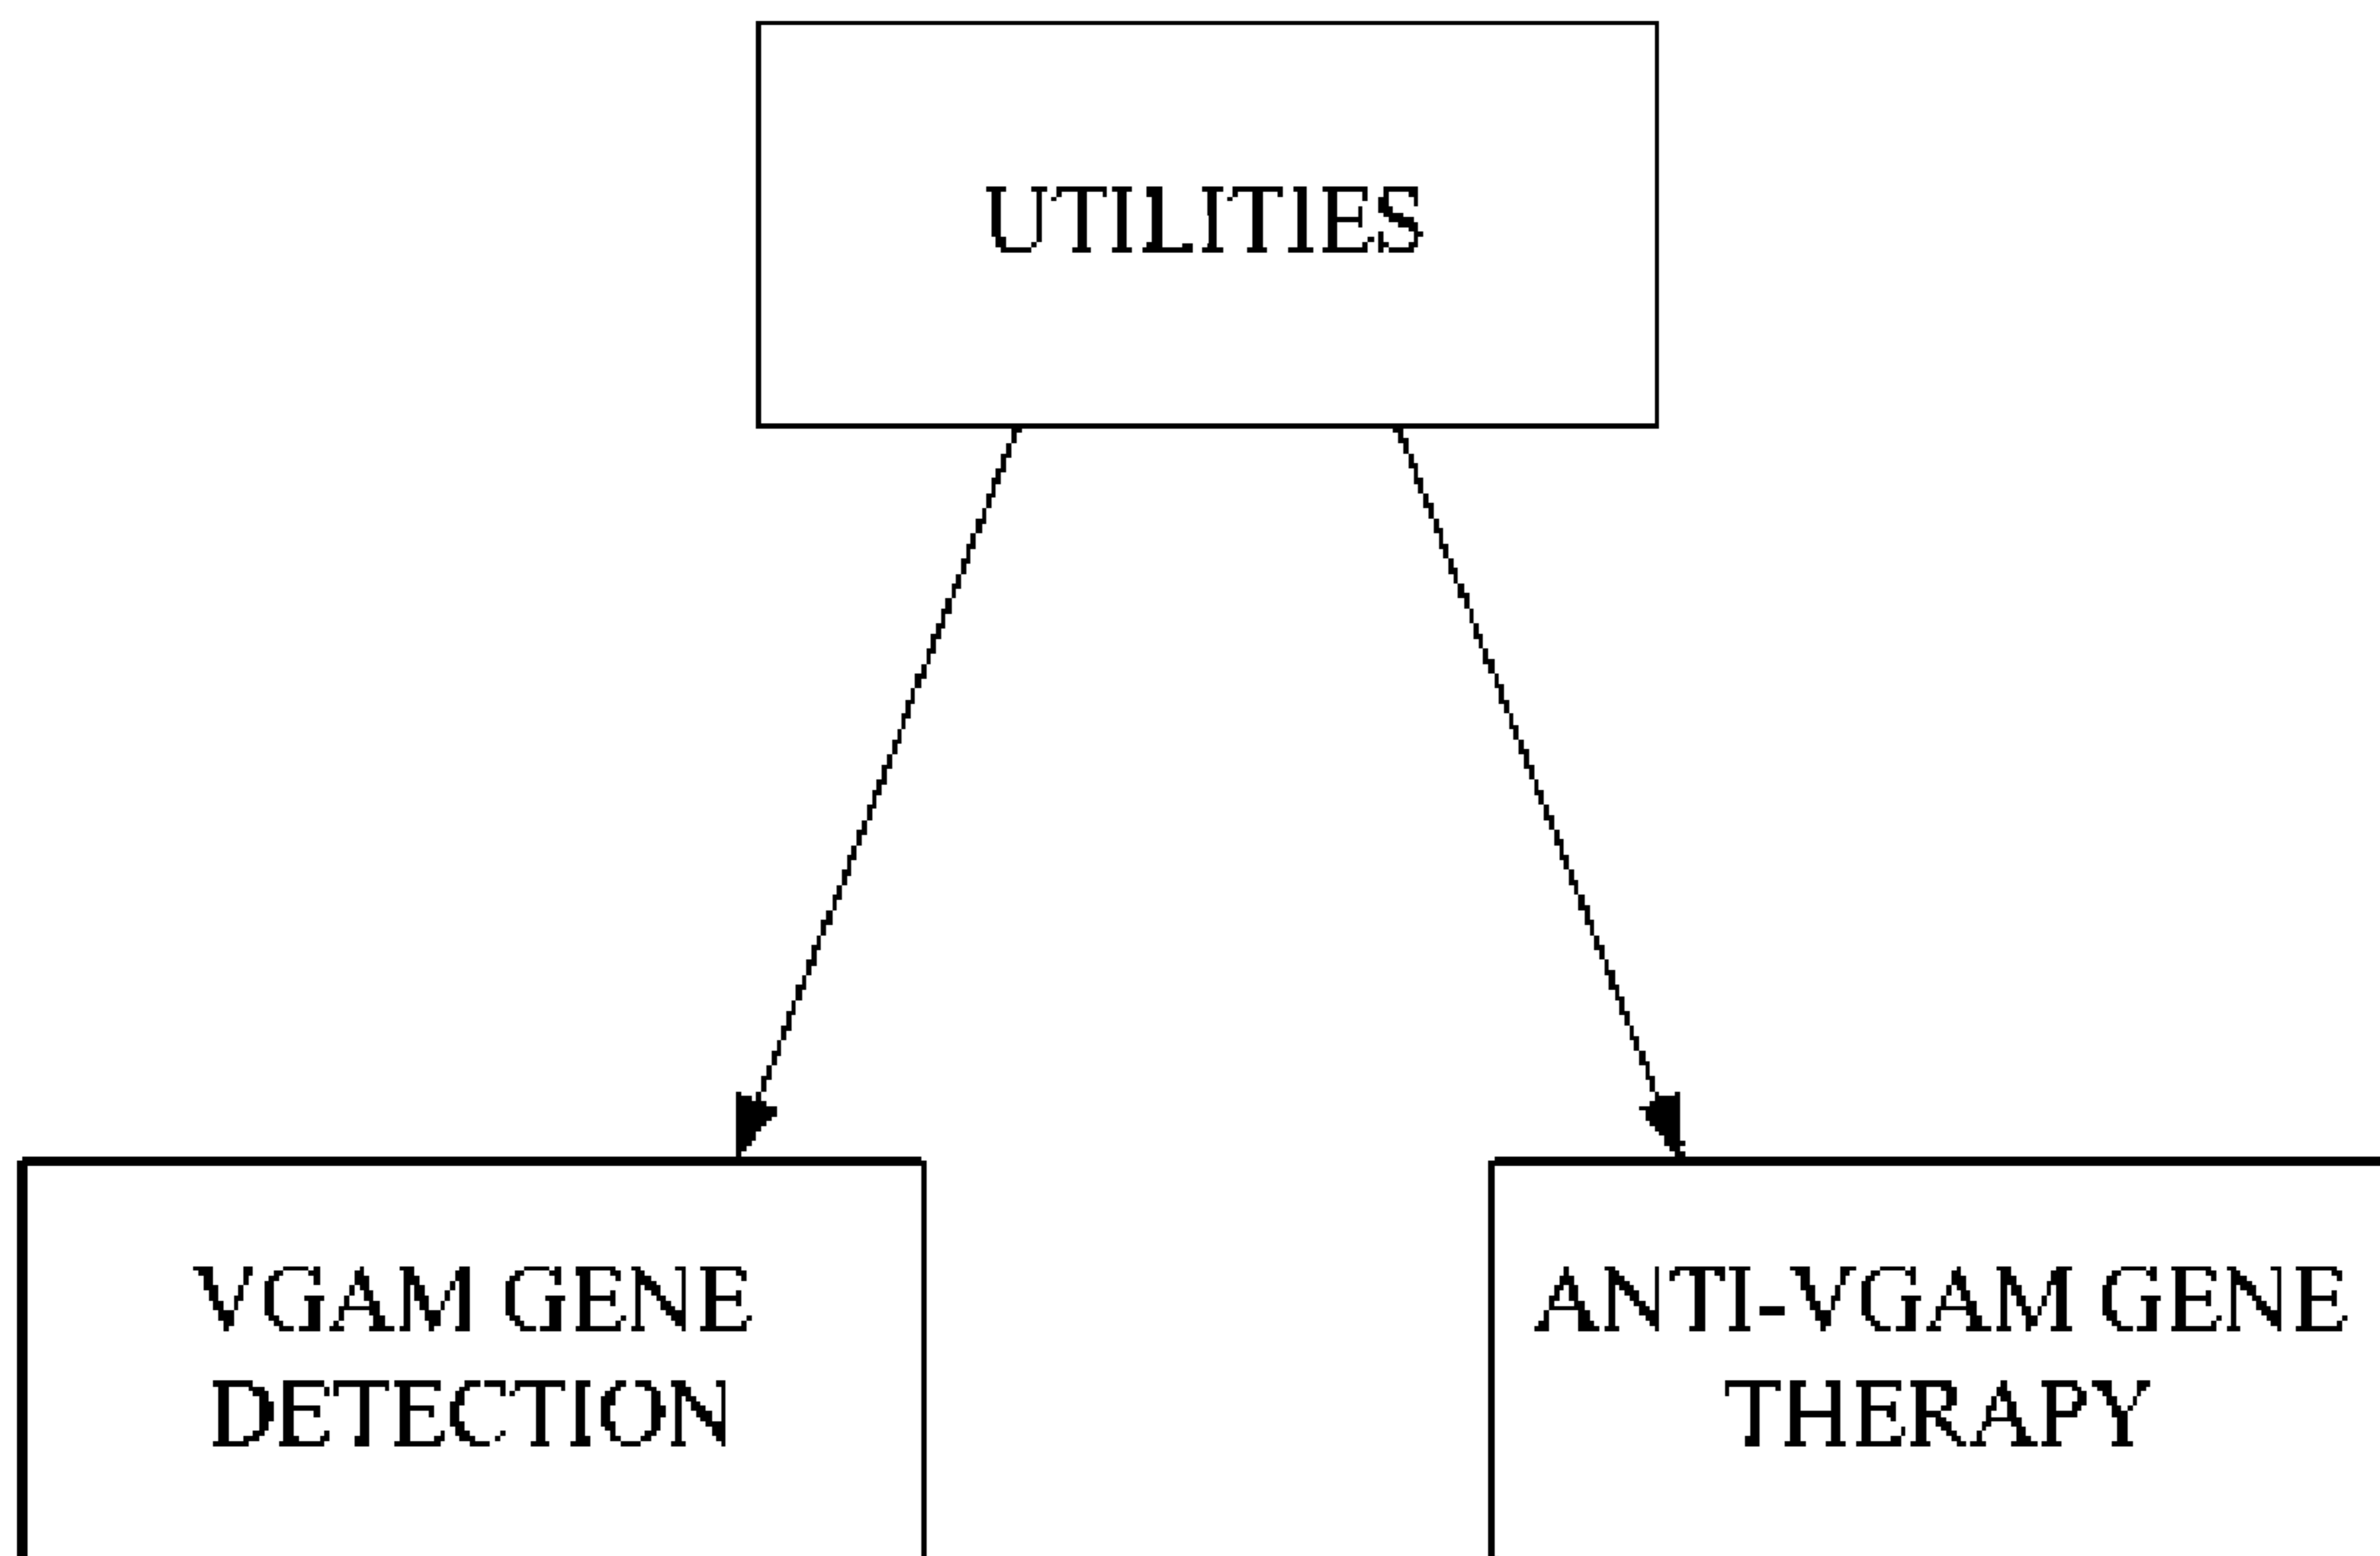 UTILITIES
VGAM GENE
DETECTION
ANTI-VGAM GENE
THERAPY